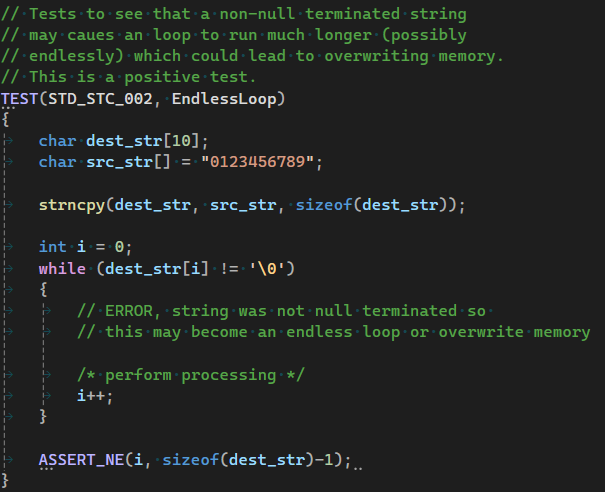 // Tests to see that a non-null terminated string
// may caues an loop to run much longer (possibly
// endlessly) which could lead to overwriting memory.
// This is a positive test.
TEST(STD_STC_002, EndlessLoop)
{
char dest_str[10];
char src_str[] = "0123456789";
strncpy(dest_str, src_str, sizeof(dest_str));
int i = 0;
while (dest_str[i] != '\0')
{
// ERROR, string was not null terminated so
// this may become an endless loop or overwrite memory
/* perform processing */
i++;
}
ASSERT_NE(i, sizeof(dest_str)-1);
}